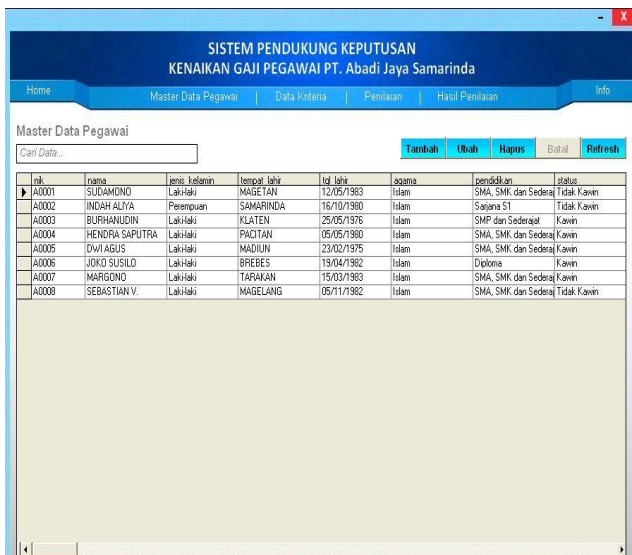 - X
SISTEM PENDUKUNG KEPUTUSAN
KENAIKAN GAJI PEGAWAI PT. Abadi Jaya Samarinda
Home Master Data Pegawai | Data Kriteria | Penilaian | Hasil Penilaian Info
Master Data Pegawai
Cari Data... Tambah Ubah Hapus Batal Refresh
nik nama jenis_kelamin tempat_lahir tgl_lahir agama pendidikan status
A0001 SUDAMONO Laki-laki MAGETAN 12/05/1983 Islam SMA, SMK dan Sederaj Tidak Kawin
A0002 INDAH ALIYA Perempuan SAMARINDA 16/10/1980 Islam Sarjana S1 Tidak Kawin
A0003 BURHANUDIN Laki-laki KLATEN 25/05/1976 Islam SMP dan Sederajat Kawin
A0004 HENDRA SAPUTRA Laki-laki PACITAN 05/05/1980 Islam SMA, SMK dan Sederaj Kawin
A0005 DWI AGUS Laki-laki MADIUN 23/02/1975 Islam SMA, SMK dan Sederaj Kawin
A0006 JOKO SUSILO Laki-laki BREBES 19/04/1982 Islam Diploma Kawin
A0007 MARGONO Laki-laki TARAKAN 15/03/1983 Islam SMA, SMK dan Sederaj Kawin
A0008 SEBASTIAN V. Laki-laki MAGELANG 05/11/1982 Islam SMA, SMK dan Sederaj Tidak Kawin